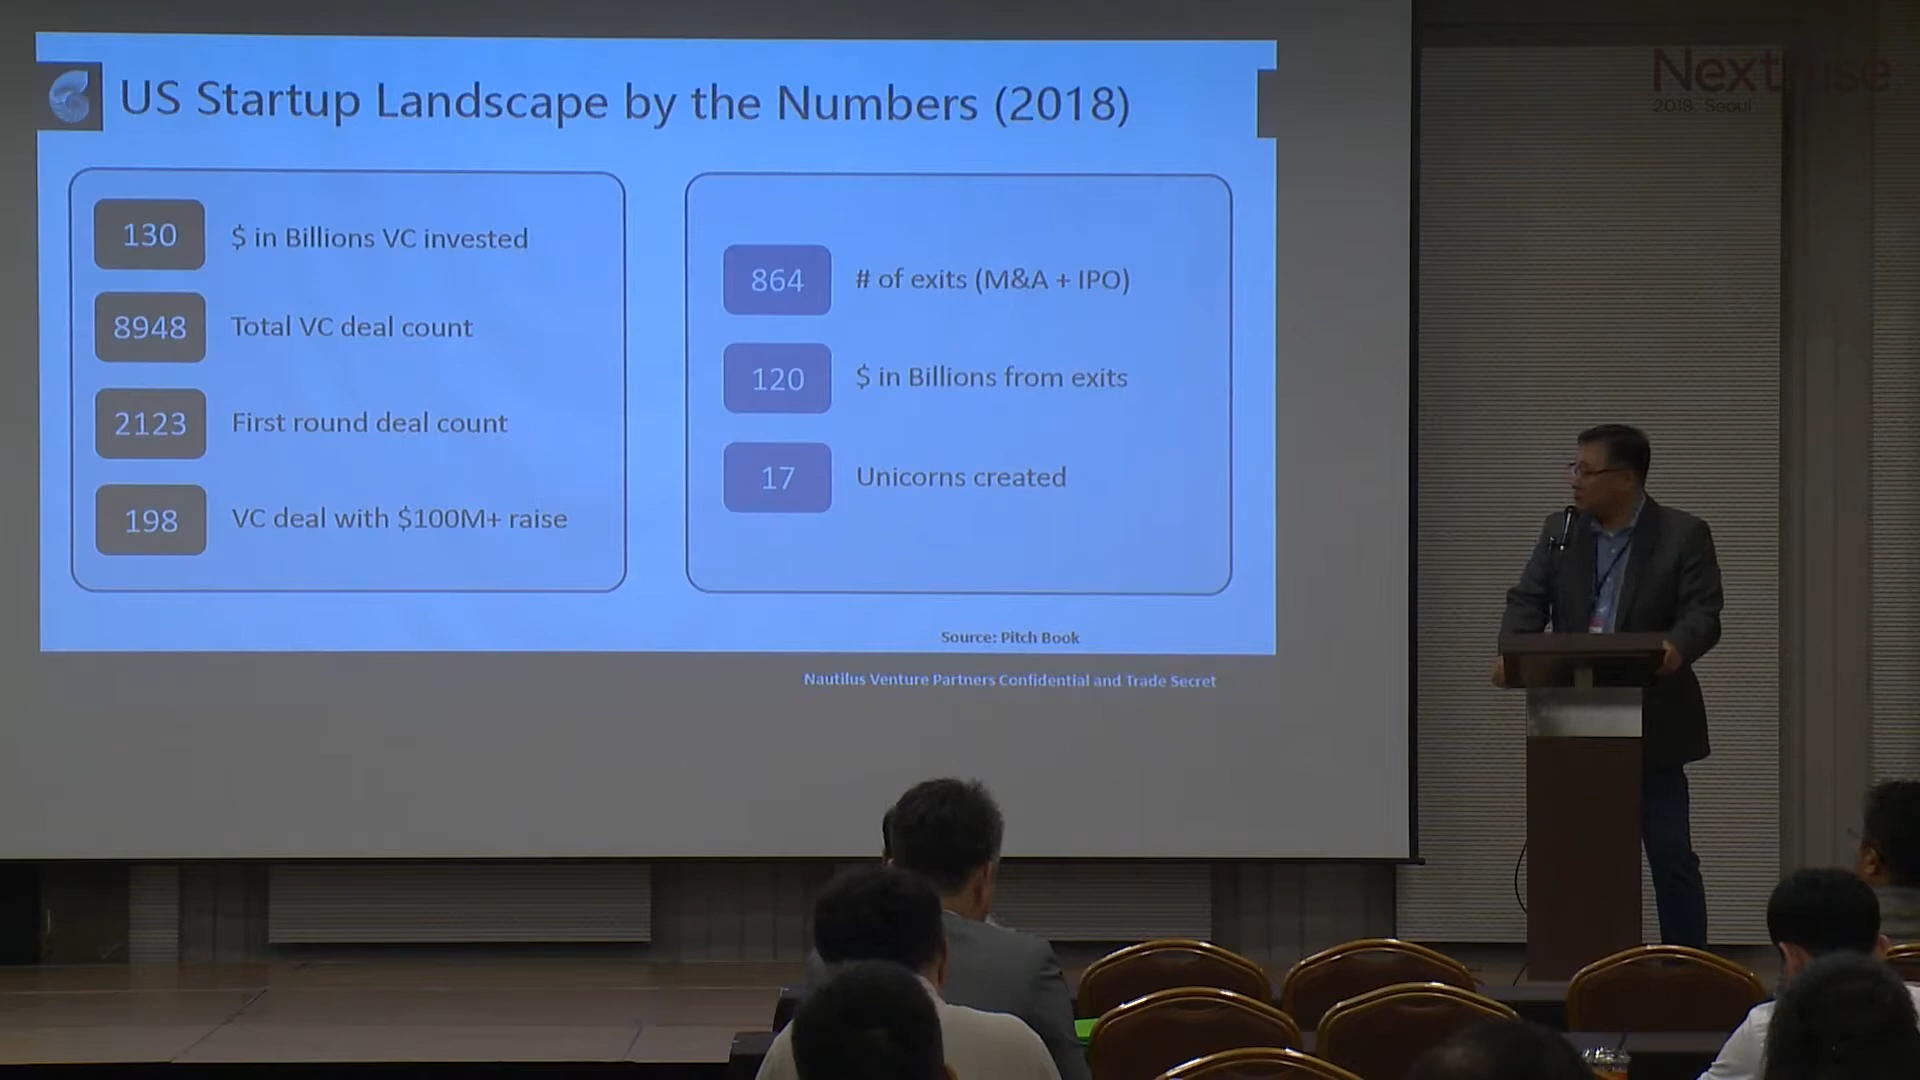 US Startup Landscape by the Numbers (2018)
130 $ in Billions VC invested
8948 Total VC deal count
2123 First round deal count
198 VC deal with $100M+ raise
864 # of exits (M&A + IPO)
120 $ in Billions from exits
17 Unicorns created
Source: Pitch Book
Nautilus Venture Partners Confidential and Trade Secret
2019. Seoul